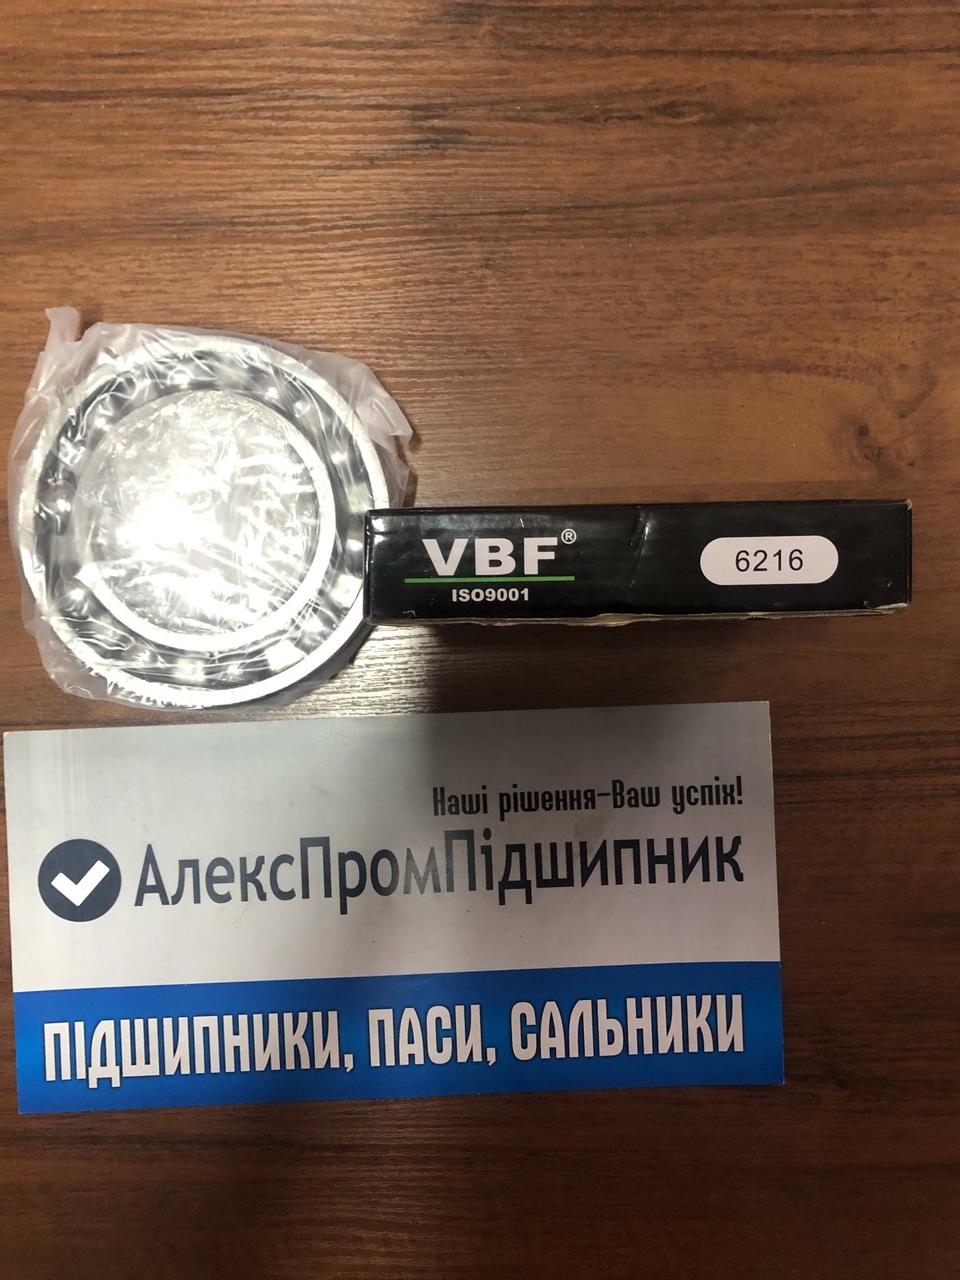 VBF®
ISO9001
6216
Наші рішення-Ваш успіх!
АлексПромПідшипник
ПІДШИПНИКИ, ПАСИ, САЛЬНИКИ